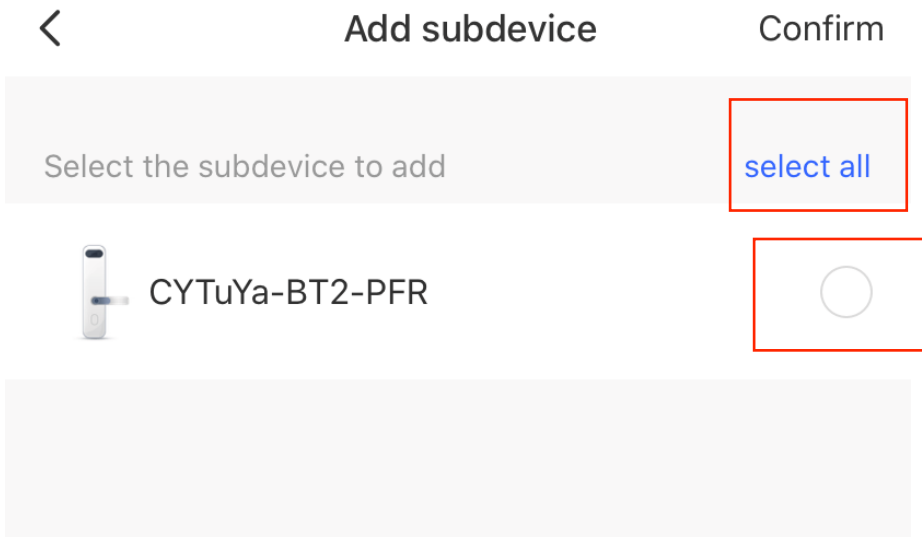 Add subdevice
Confirm
Select the subdevice to add
select all
CYTuYa-BT2-PFR